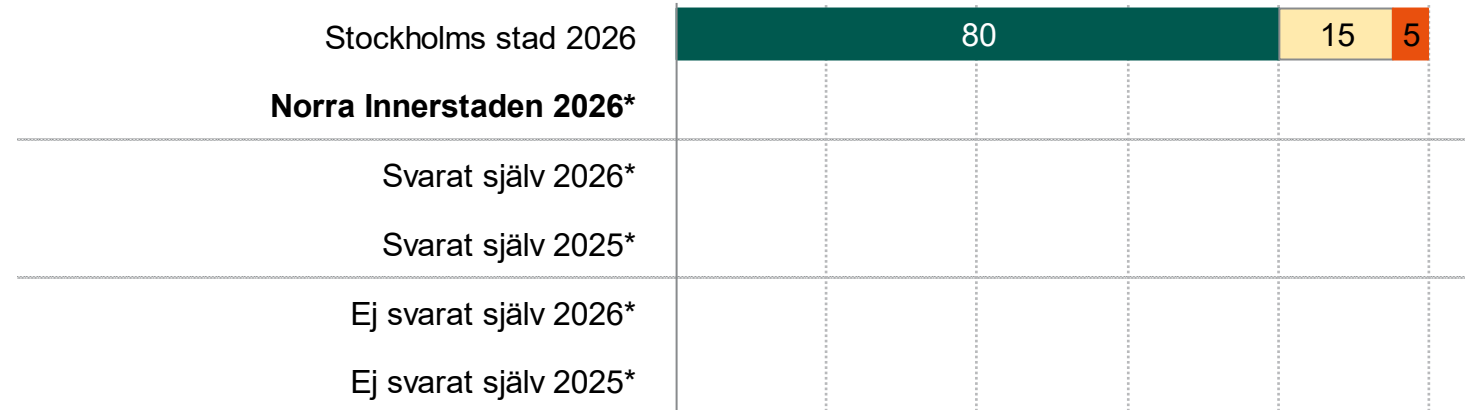 Stockholms stad 2026 80 15 5
Norra Innerstaden 2026*
Svarat själv 2026*
Svarat själv 2025*
Ej svarat själv 2026*
Ej svarat själv 2025*